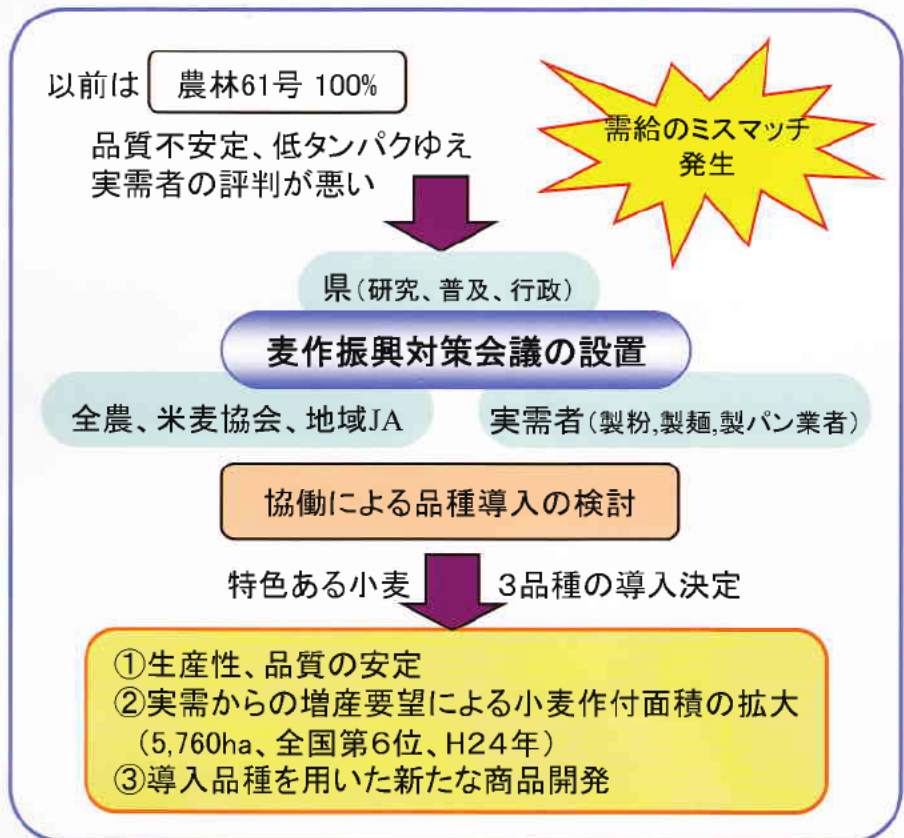 以前は 農林61号 100%
品質不安定、低タンパクゆえ
実需者の評判が悪い
需給のミスマッチ
発生
県(研究、普及、行政)
麦作振興対策会議の設置
全農、米麦協会、地域JA
実需者(製粉,製麺,製パン業者)
協働による品種導入の検討
特色ある小麦 3品種の導入決定
①生産性、品質の安定
②実需からの増産要望による小麦作付面積の拡大
(5,760ha、全国第6位、H24年)
③導入品種を用いた新たな商品開発